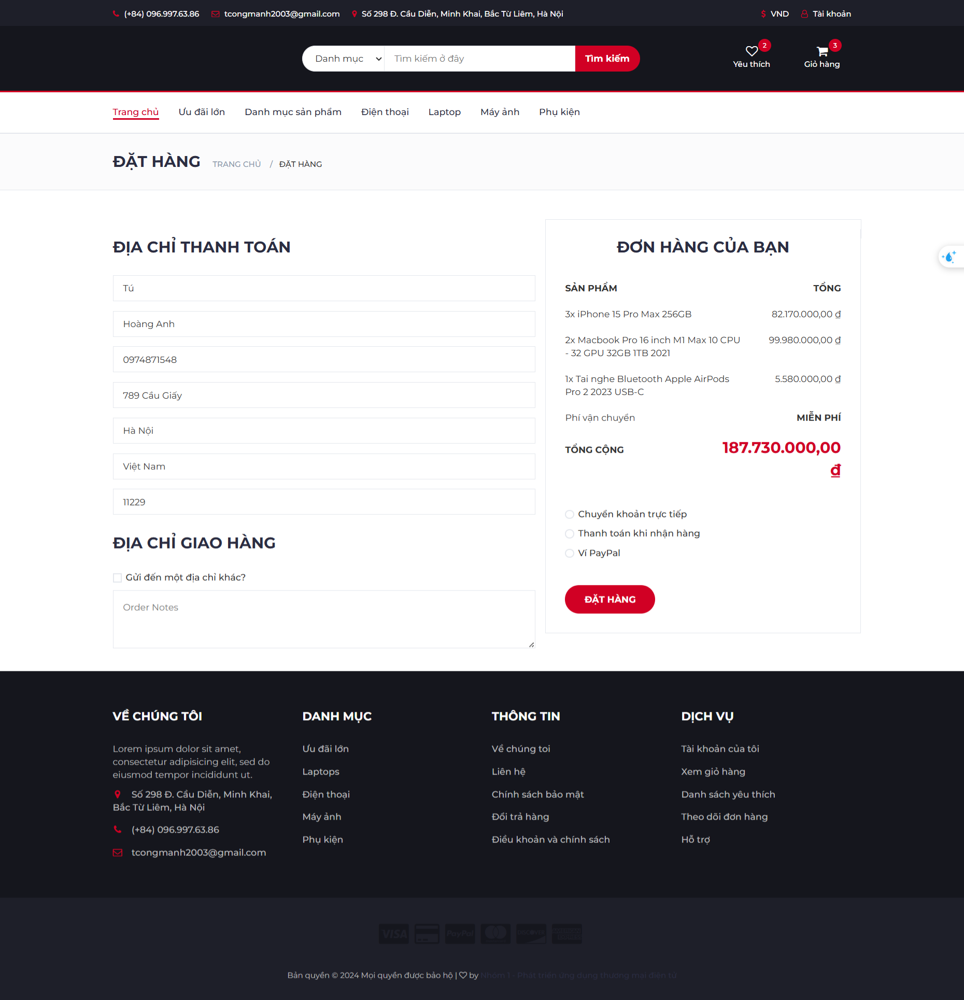 (+84) 096.997.63.86 tcongmanh2003@gmail.com Số 298 Đ. Cầu Diễn, Minh Khai, Bắc Từ Liêm, Hà Nội $ VND Tài khoản
Danh mục Tìm kiếm ở đây Tìm kiếm
2
Yêu thích
3
Giỏ hàng
Trang chủ Ưu đãi lớn Danh mục sản phẩm Điện thoại Laptop Máy ảnh Phụ kiện
ĐẶT HÀNG TRANG CHỦ / ĐẶT HÀNG
ĐỊA CHỈ THANH TOÁN
Tú
Hoàng Anh
0974871548
789 Cầu Giấy
Hà Nội
Việt Nam
11229
ĐỊA CHỈ GIAO HÀNG
Gửi đến một địa chỉ khác?
Order Notes
ĐƠN HÀNG CỦA BẠN
SẢN PHẨM TỔNG
3x iPhone 15 Pro Max 256GB 82.170.000,00 ₫
2x Macbook Pro 16 inch M1 Max 10 CPU 99.980.000,00 ₫
- 32 GPU 32GB 1TB 2021
1x Tai nghe Bluetooth Apple AirPods 5.580.000,00 ₫
Pro 2 2023 USB-C
Phí vận chuyển MIỄN PHÍ
TỔNG CỘNG 187.730.000,00
₫
Chuyển khoản trực tiếp
Thanh toán khi nhận hàng
Ví PayPal
ĐẶT HÀNG
VỀ CHÚNG TÔI
Lorem ipsum dolor sit amet,
consectetur adipisicing elit, sed do
eiusmod tempor incididunt ut.
Số 298 Đ. Cầu Diễn, Minh Khai,
Bắc Từ Liêm, Hà Nội
(+84) 096.997.63.86
tcongmanh2003@gmail.com
DANH MỤC
Ưu đãi lớn
Laptops
Điện thoại
Máy ảnh
Phụ kiện
THÔNG TIN
Về chúng toi
Liên hệ
Chính sách bảo mật
Đổi trả hàng
Điều khoản và chính sách
DỊCH VỤ
Tài khoản của tôi
Xem giỏ hàng
Danh sách yêu thích
Theo dõi đơn hàng
Hỗ trợ
VISA PayPal DISCOVER AMERICAN EXPRESS
Bản quyền © 2024 Mọi quyền được bảo hộ | ♡ by Nhóm 1 - Phát triển ứng dụng thương mại điện tử